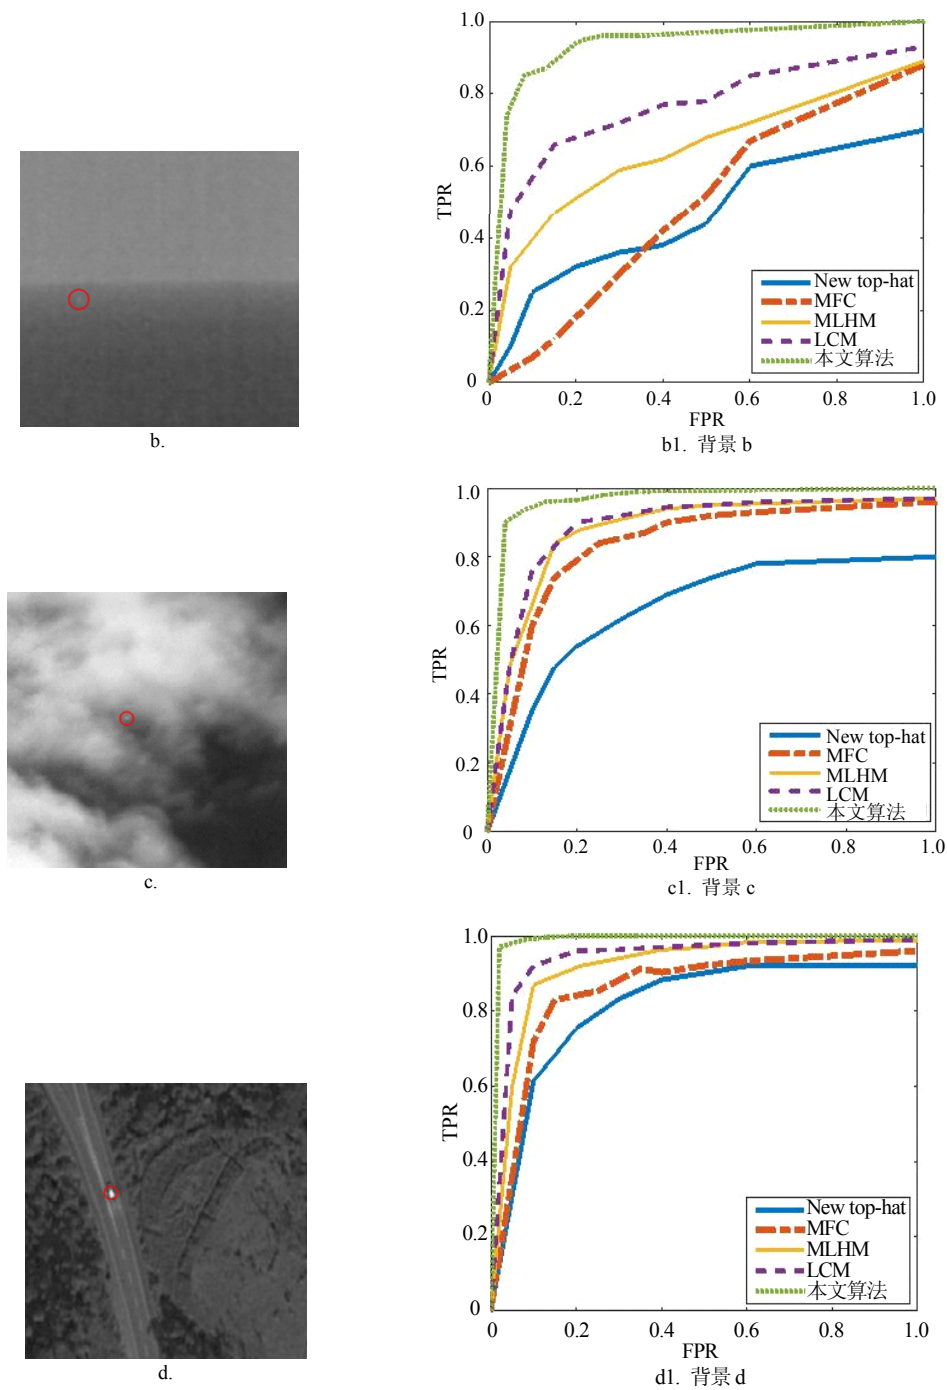 1.0
0.8
0.6
0.4
0.2
0
TPR
New top-hat
MFC
MLHM
LCM
本文算法
0 0.2 0.4 0.6 0.8 1.0
FPR
b.
b1. 背景 b
1.0
0.8
0.6
0.4
0.2
0
TPR
New top-hat
MFC
MLHM
LCM
本文算法
0 0.2 0.4 0.6 0.8 1.0
FPR
c.
c1. 背景 c
1.0
0.8
0.6
0.4
0.2
0
TPR
New top-hat
MFC
MLHM
LCM
本文算法
0 0.2 0.4 0.6 0.8 1.0
FPR
d.
d1. 背景 d